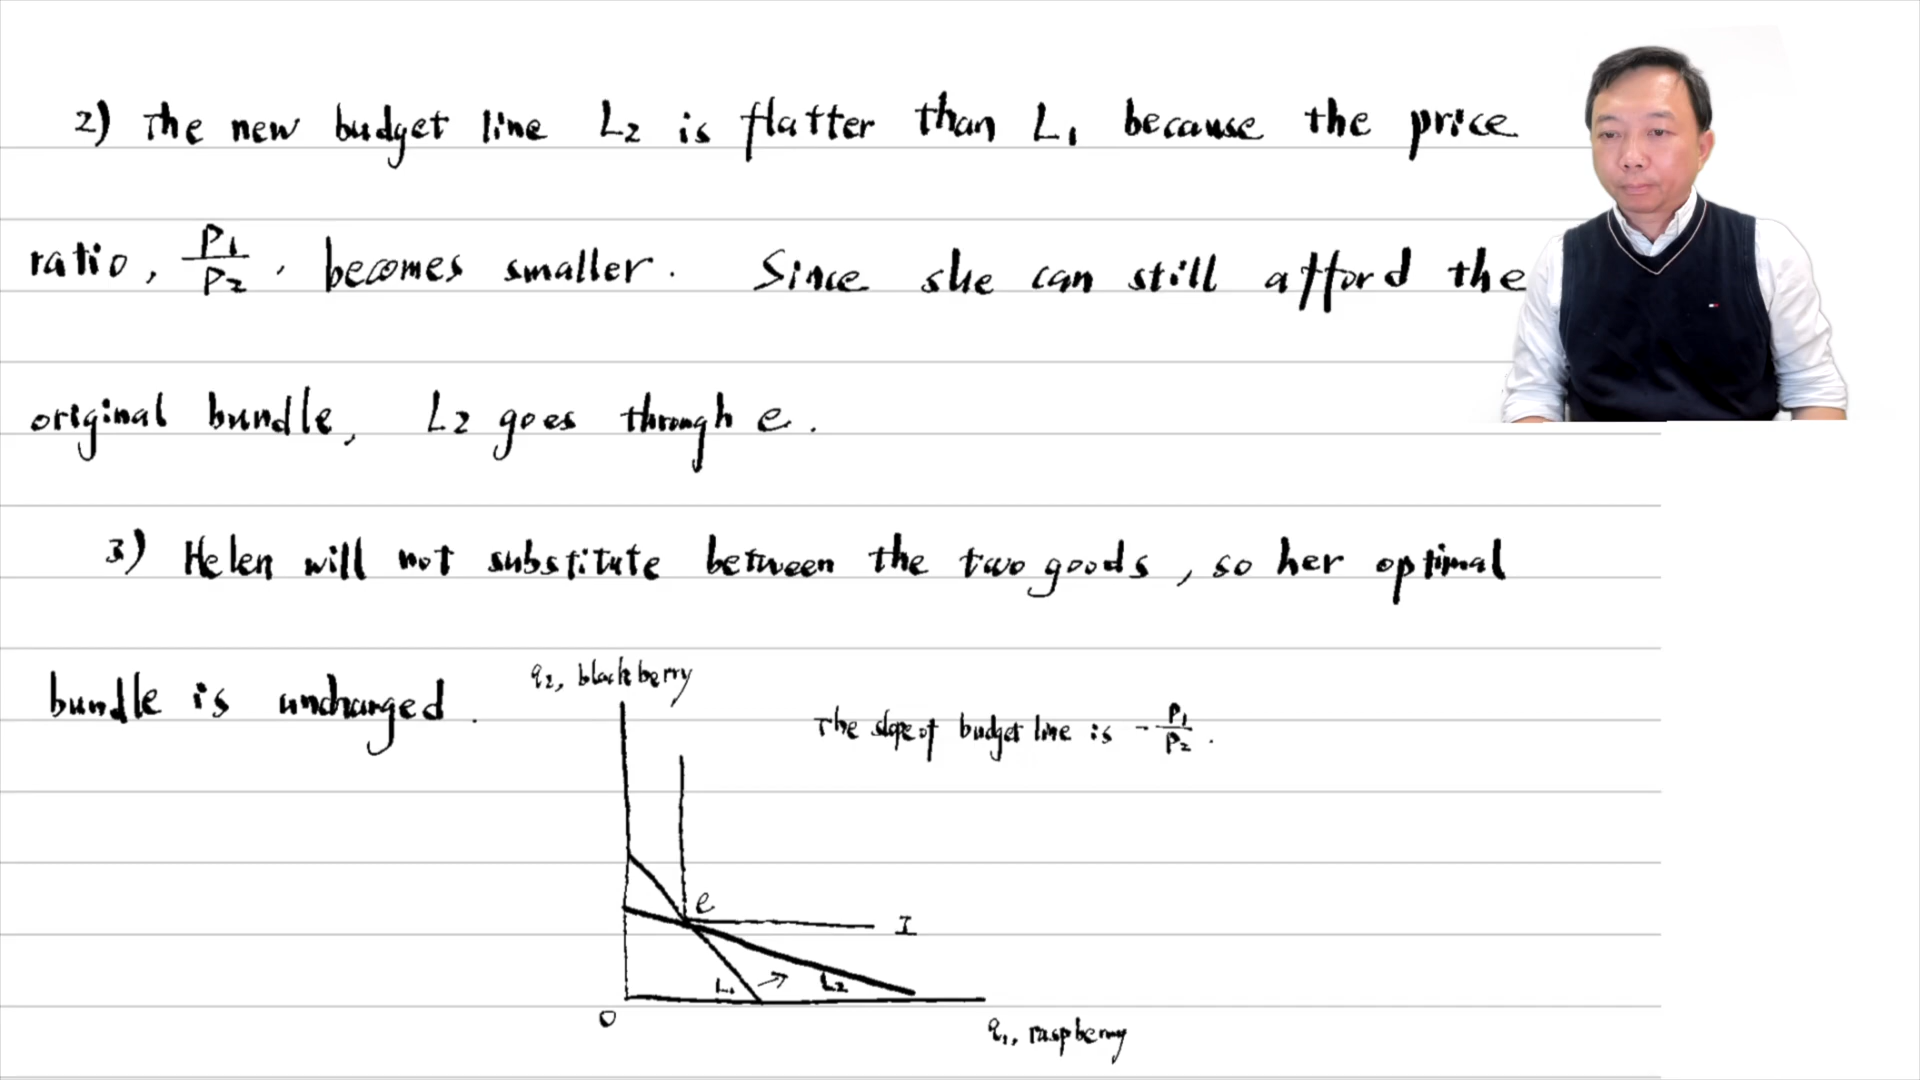 2) The new budget line L₂ is flatter than L₁ because the price
ratio, P₁/P₂, becomes smaller. Since she can still afford the
original bundle, L₂ goes through e.
3) Helen will not substitute between the two goods, so her optimal
bundle is unchanged.
q₂, blackberry
The slope of budget line is -P₁/P₂.
e
I
L₁
L₂
0
q₁, raspberry